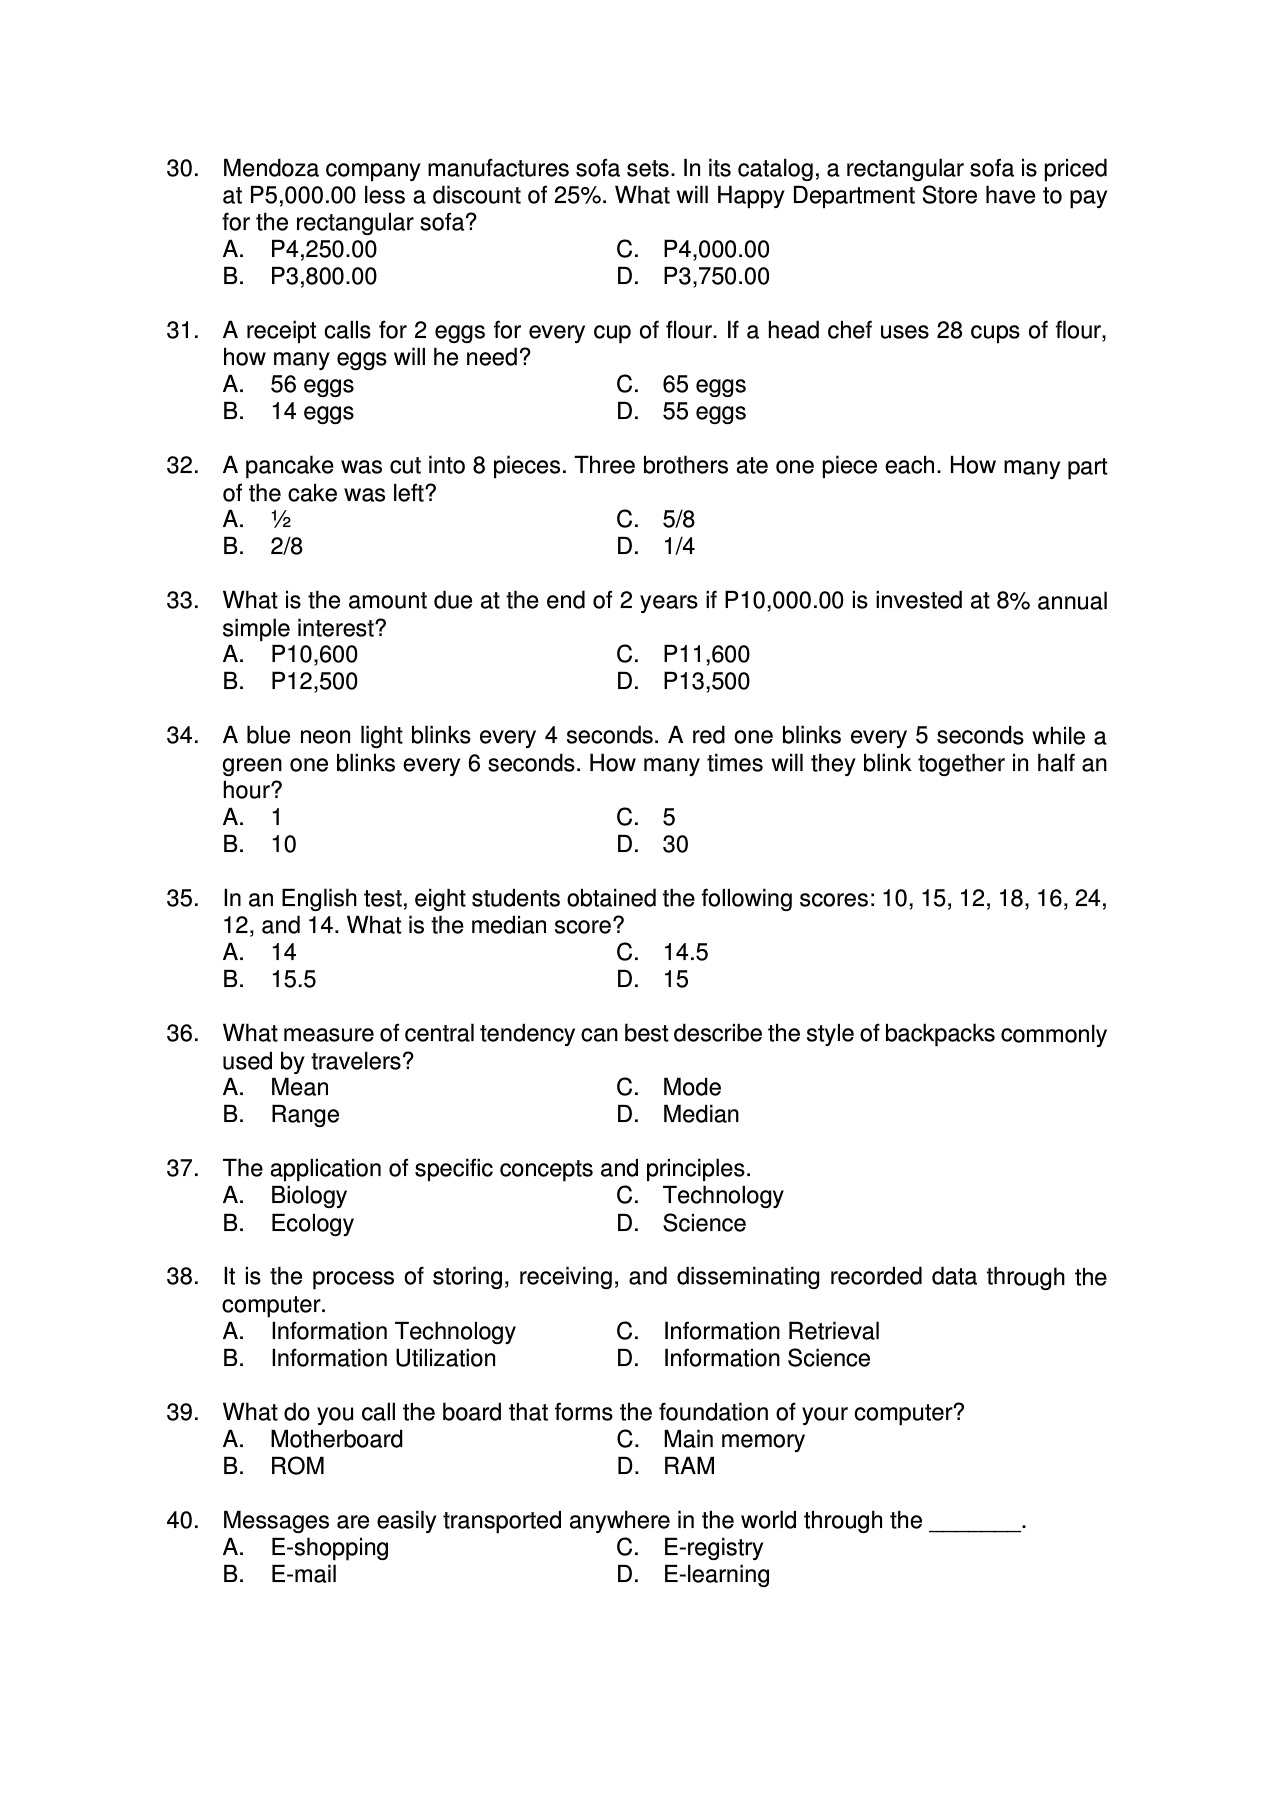 30. Mendoza company manufactures sofa sets. In its catalog, a rectangular sofa is priced
at P5,000.00 less a discount of 25%. What will Happy Department Store have to pay
for the rectangular sofa?
A. P4,250.00 C. P4,000.00
B. P3,800.00 D. P3,750.00
31. A receipt calls for 2 eggs for every cup of flour. If a head chef uses 28 cups of flour,
how many eggs will he need?
A. 56 eggs C. 65 eggs
B. 14 eggs D. 55 eggs
32. A pancake was cut into 8 pieces. Three brothers ate one piece each. How many part
of the cake was left?
A. ½ C. 5/8
B. 2/8 D. 1/4
33. What is the amount due at the end of 2 years if P10,000.00 is invested at 8% annual
simple interest?
A. P10,600 C. P11,600
B. P12,500 D. P13,500
34. A blue neon light blinks every 4 seconds. A red one blinks every 5 seconds while a
green one blinks every 6 seconds. How many times will they blink together in half an
hour?
A. 1 C. 5
B. 10 D. 30
35. In an English test, eight students obtained the following scores: 10, 15, 12, 18, 16, 24,
12, and 14. What is the median score?
A. 14 C. 14.5
B. 15.5 D. 15
36. What measure of central tendency can best describe the style of backpacks commonly
used by travelers?
A. Mean C. Mode
B. Range D. Median
37. The application of specific concepts and principles.
A. Biology C. Technology
B. Ecology D. Science
38. It is the process of storing, receiving, and disseminating recorded data through the
computer.
A. Information Technology C. Information Retrieval
B. Information Utilization D. Information Science
39. What do you call the board that forms the foundation of your computer?
A. Motherboard C. Main memory
B. ROM D. RAM
40. Messages are easily transported anywhere in the world through the _______.
A. E-shopping C. E-registry
B. E-mail D. E-learning